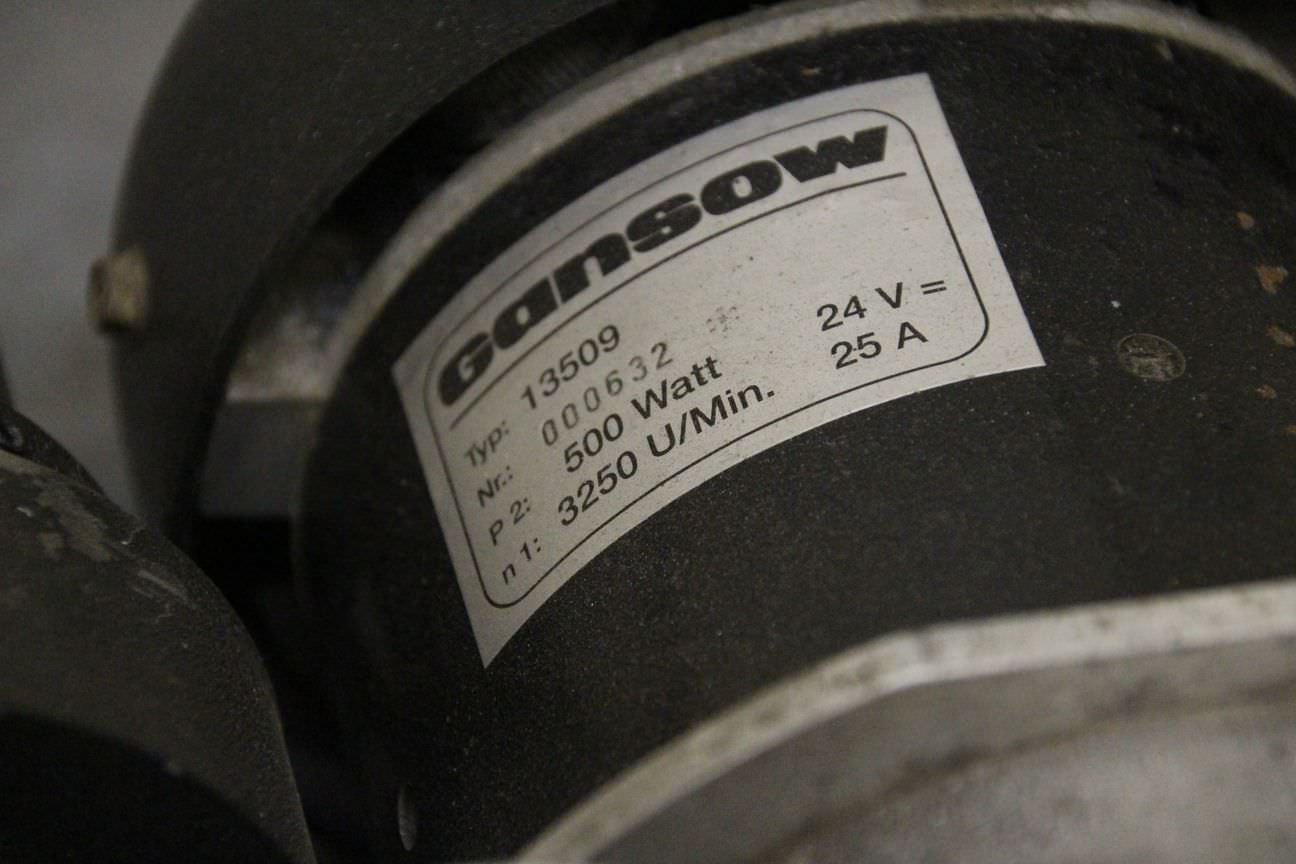 Gansow
Typ: 13509
Nr.: 000632
P 2: 500 Watt 24 V =
n 1: 3250 U/Min. 25 A